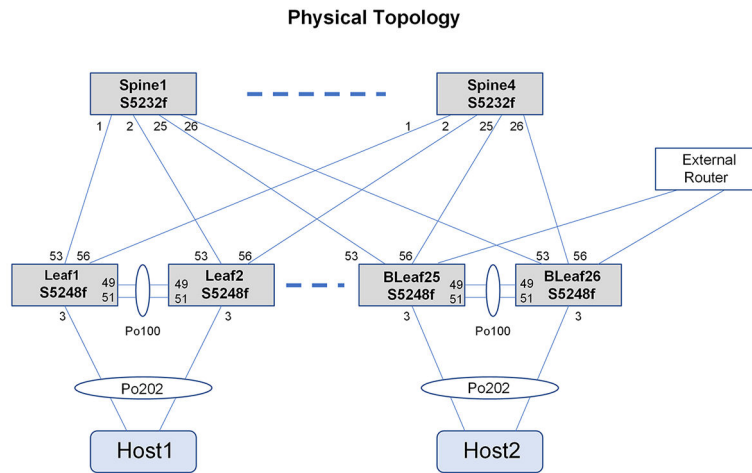 Physical Topology
Spine1
S5232f
Spine4
S5232f
1 2 25 26
1 2 25 26
External
Router
53 56
53 56
53 56
53 56
Leaf1
S5248f
49
51
49
51
Leaf2
S5248f
BLeaf25
S5248f
49
51
49
51
BLeaf26
S5248f
3
Po100
3
3
Po100
3
Po202
Po202
Host1
Host2